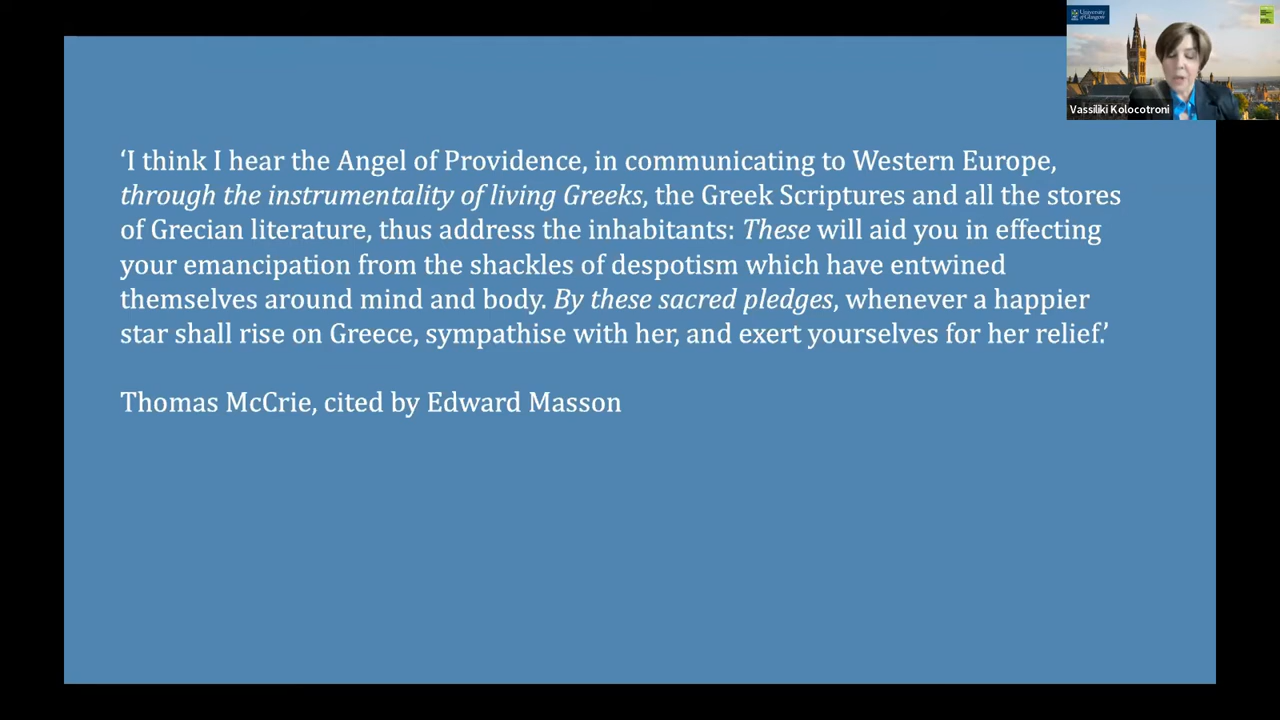 University
of Glasgow
Vassiliki Kolocotroni
‘I think I hear the Angel of Providence, in communicating to Western Europe,
through the instrumentality of living Greeks, the Greek Scriptures and all the stores
of Grecian literature, thus address the inhabitants: These will aid you in effecting
your emancipation from the shackles of despotism which have entwined
themselves around mind and body. By these sacred pledges, whenever a happier
star shall rise on Greece, sympathise with her, and exert yourselves for her relief.’
Thomas McCrie, cited by Edward Masson